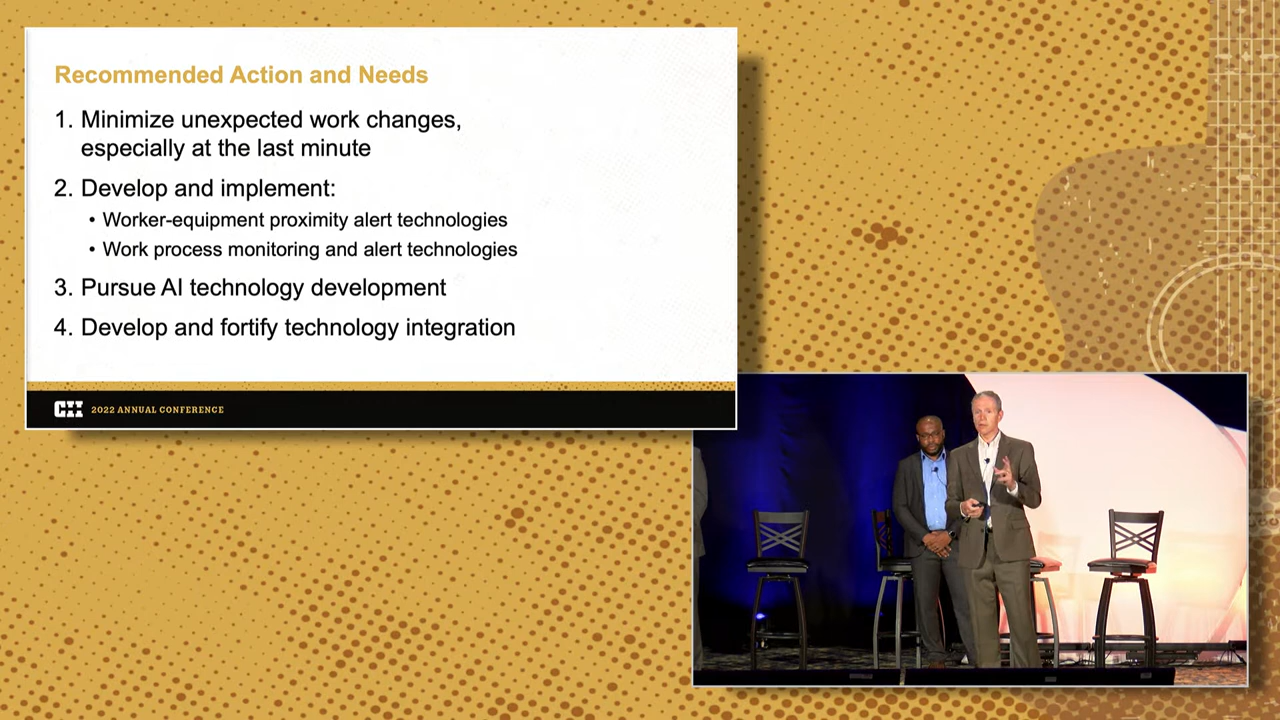 Recommended Action and Needs
1. Minimize unexpected work changes,
especially at the last minute
2. Develop and implement:
• Worker-equipment proximity alert technologies
• Work process monitoring and alert technologies
3. Pursue AI technology development
4. Develop and fortify technology integration
CII 2022 ANNUAL CONFERENCE